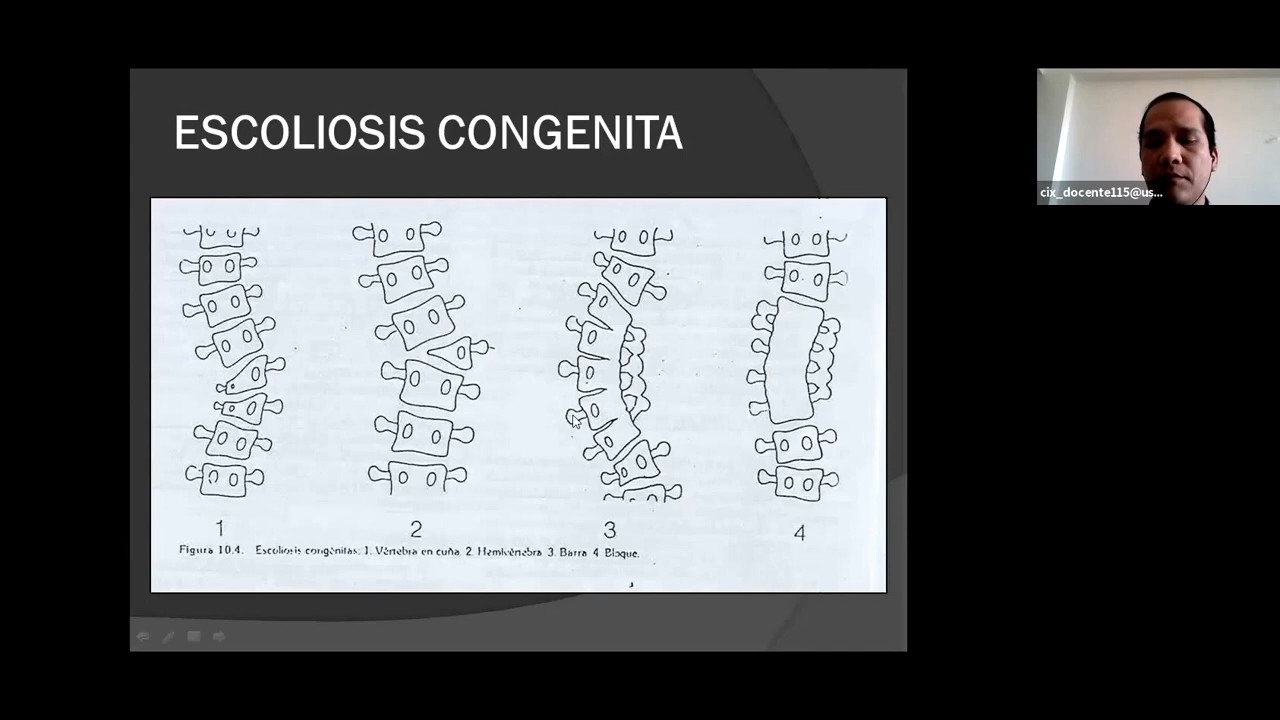 ESCOLIOSIS CONGENITA
cix_docente115@us...
1
2
3
4
Figura 10.4. Escoliosis congénitas: 1. Vértebra en cuña. 2. Hemivértebra 3. Barra 4. Bloque.